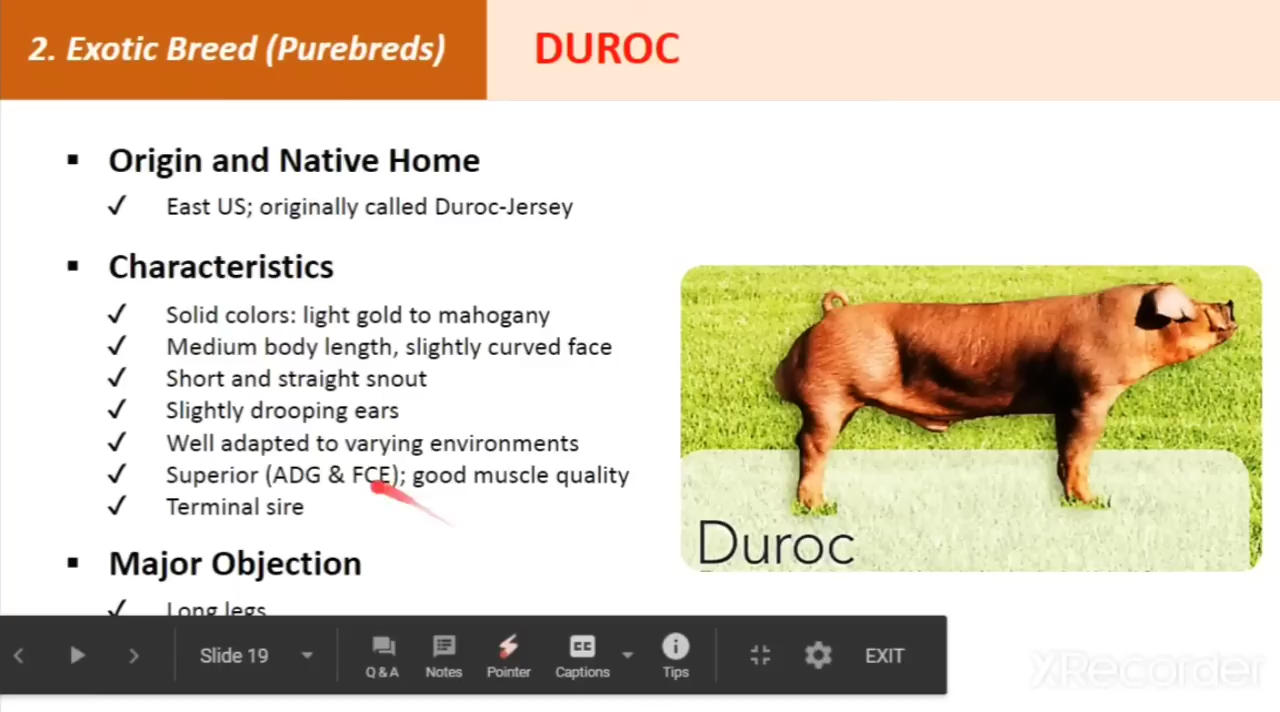 2. Exotic Breed (Purebreds)
DUROC
▪ Origin and Native Home
✓ East US; originally called Duroc-Jersey
▪ Characteristics
✓ Solid colors: light gold to mahogany
✓ Medium body length, slightly curved face
✓ Short and straight snout
✓ Slightly drooping ears
✓ Well adapted to varying environments
✓ Superior (ADG & FCE); good muscle quality
✓ Terminal sire
Duroc
▪ Major Objection
✓ Long legs
Slide 19
Q&A
Notes
Pointer
CC
Captions
Tips
EXIT
XRecorder